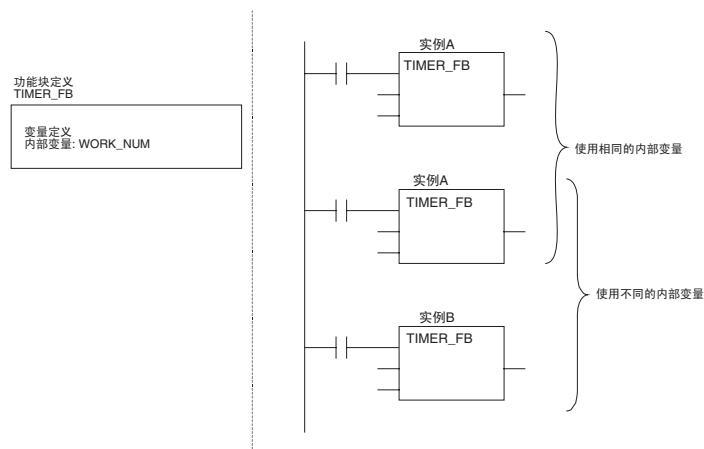 功能块定义
TIMER_FB
变量定义
内部变量: WORK_NUM
实例A
TIMER_FB
使用相同的内部变量
实例A
TIMER_FB
使用不同的内部变量
实例B
TIMER_FB